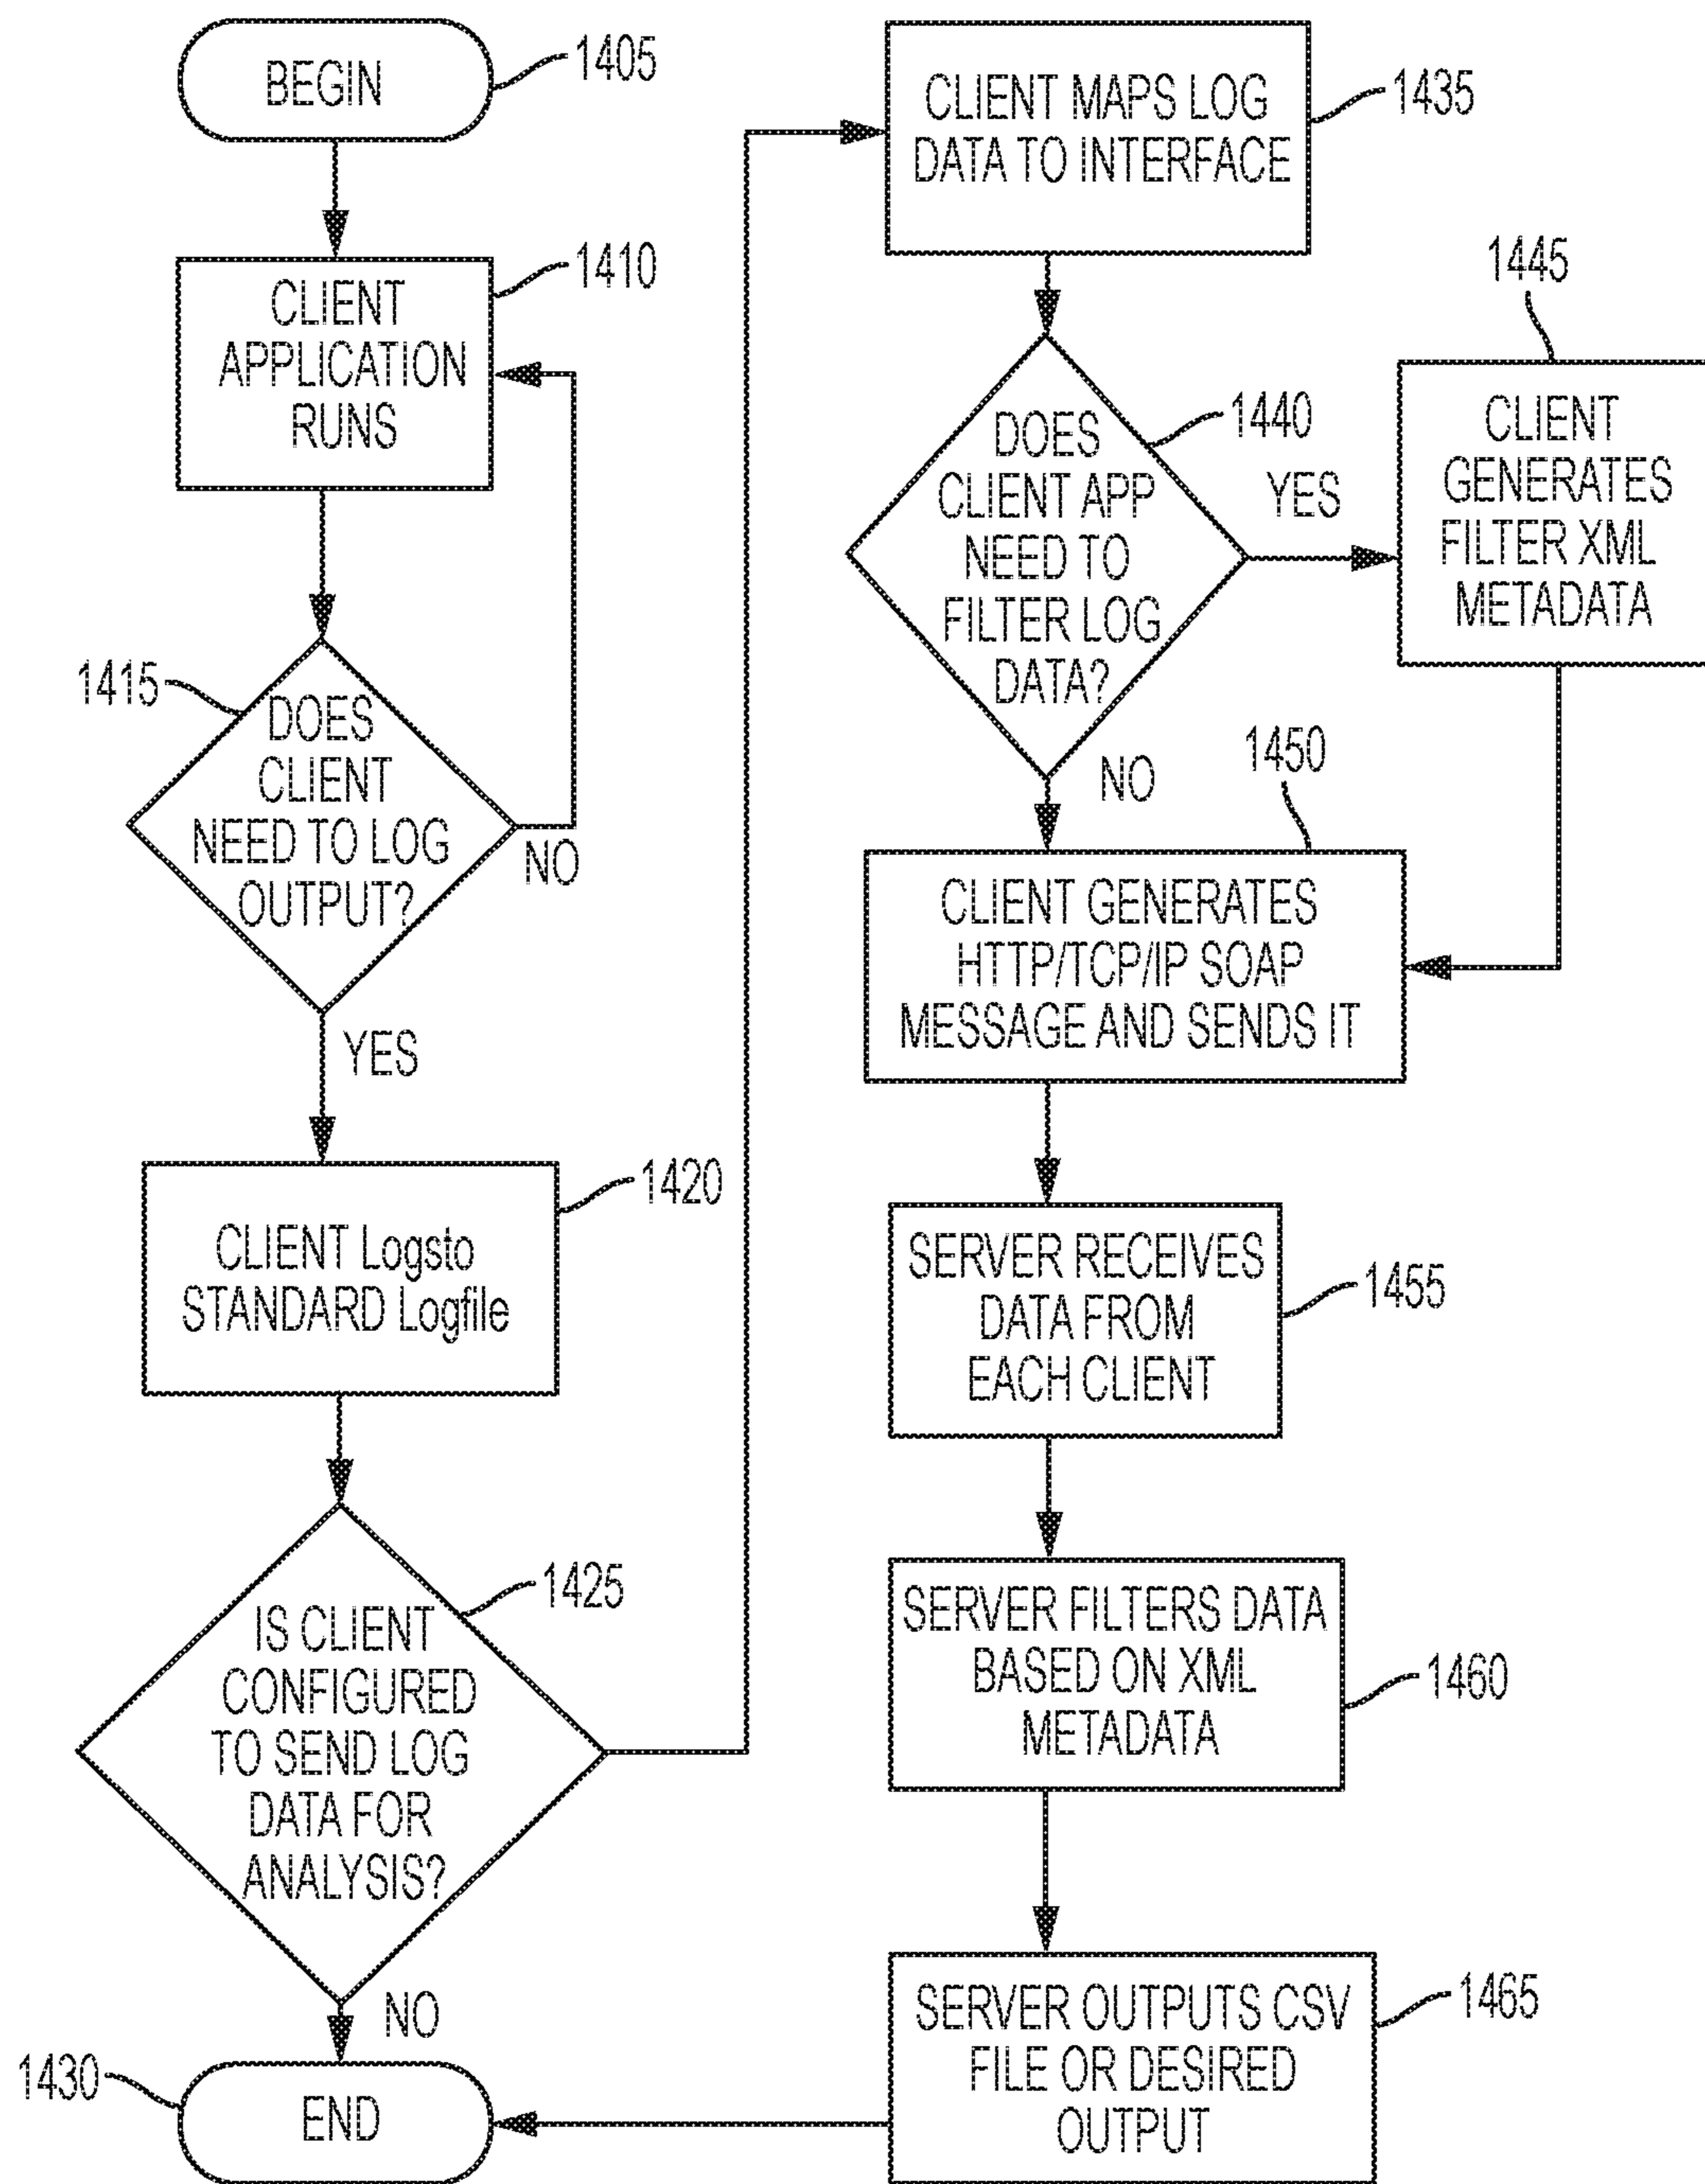 BEGIN
1405
CLIENT
APPLICATION
RUNS
1410
1415
DOES
CLIENT
NEED TO LOG
OUTPUT?
NO
YES
CLIENT Logsto
STANDARD Logfile
1420
IS CLIENT
CONFIGURED
TO SEND LOG
DATA FOR
ANALYSIS?
1425
NO
1430
END
CLIENT MAPS LOG
DATA TO INTERFACE
1435
DOES
CLIENT APP
NEED TO
FILTER LOG
DATA?
1440
YES
NO
1445
CLIENT
GENERATES
FILTER XML
METADATA
1450
CLIENT GENERATES
HTTP/TCP/IP SOAP
MESSAGE AND SENDS IT
SERVER RECEIVES
DATA FROM
EACH CLIENT
1455
SERVER FILTERS DATA
BASED ON XML
METADATA
1460
SERVER OUTPUTS CSV
FILE OR DESIRED
OUTPUT
1465